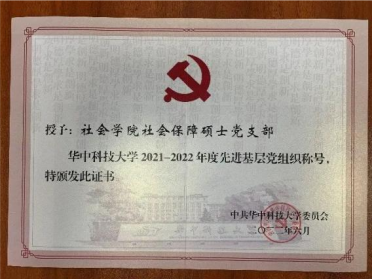 授予：社会学院社会保障硕士党支部
华中科技大学2021-2022年度先进基层党组织称号，
特颁发此证书。
中共华中科技大学委员会
二〇二二年六月